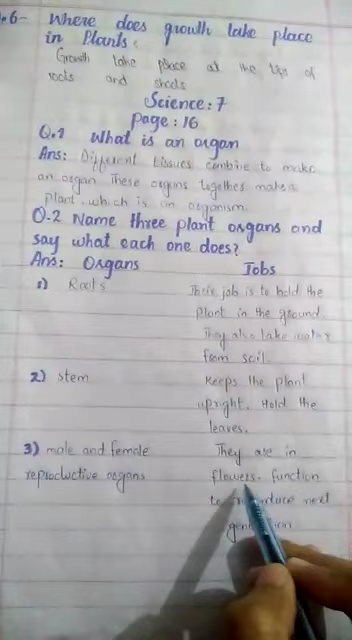 .6- Where does growth take place
in Plants.
Growth take place at the tips of
roots and shoots
Science:7
Page:16
Q.1 What is an organ
Ans: Different tissues combine to make
an organ. These organs together make a
Plant, which is an organism.
Q.2 Name three plant organs and
say what each one does?
Ans: Organs Jobs
1) Roots Their job is to hold the
plant in the ground.
They also take water
from soil.
2) stem Keeps the plant
upright. Hold the
leaves.
3) male and female They are in
reproductive organs flowers. function
to next